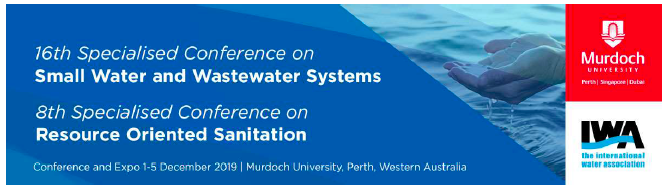 16th Specialised Conference on
Small Water and Wastewater Systems
8th Specialised Conference on
Resource Oriented Sanitation
Conference and Expo 1-5 December 2019 | Murdoch University, Perth, Western Australia
Murdoch
UNIVERSITY
Perth | Singapore | Dubai
IWA
the international
water association